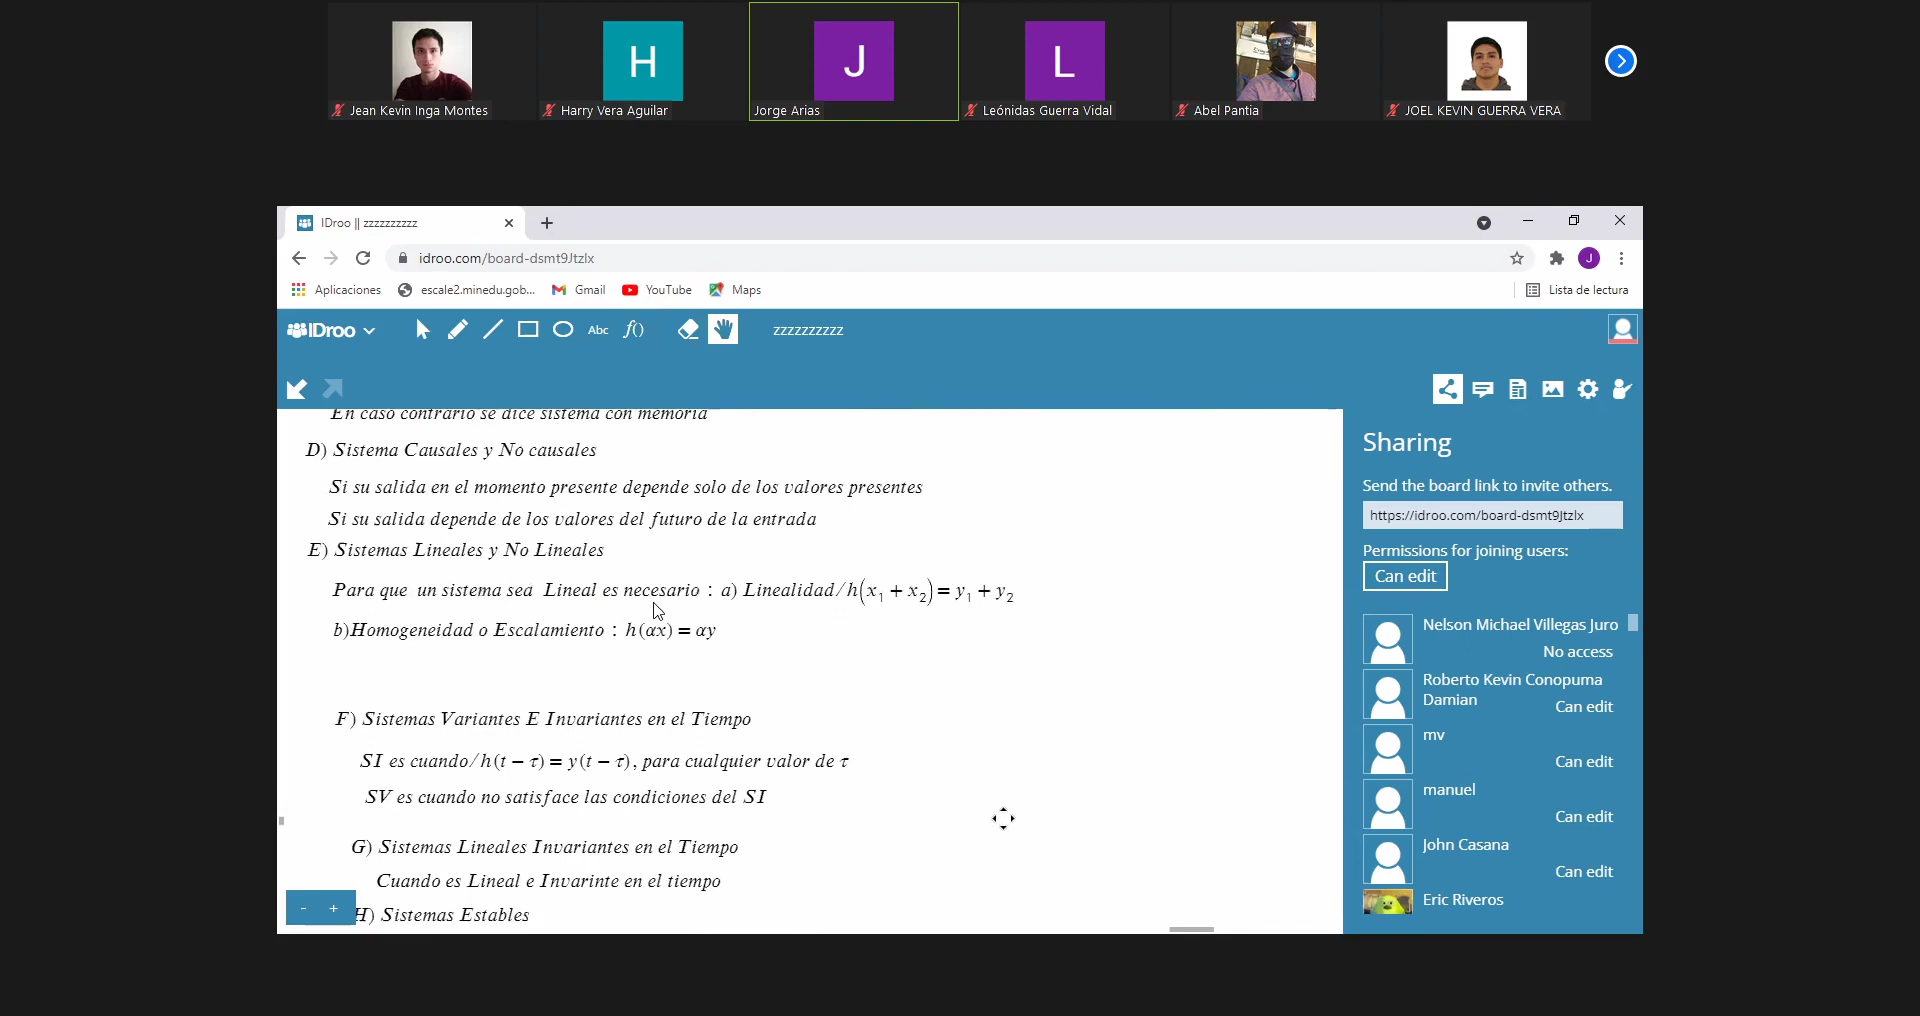 H
J
L
Jean Kevin Inga Montes
Harry Vera Aguilar
Jorge Arias
Leónidas Guerra Vidal
Abel Pantia
JOEL KEVIN GUERRA VERA
IDroo || zzzzzzzzzz
idroo.com/board-dsmt9Jtzlx
J
Aplicaciones
escale2.minedu.gob...
Gmail
YouTube
Maps
Lista de lectura
IDroo
Abc
f()
zzzzzzzzzz
En caso contrario se dice sistema con memoria
D) Sistema Causales y No causales
Si su salida en el momento presente depende solo de los valores presentes
Si su salida depende de los valores del futuro de la entrada
E) Sistemas Lineales y No Lineales
Para que un sistema sea Lineal es necesario : a) Linealidad/h(x₁ + x₂) = y₁ + y₂
b)Homogeneidad o Escalamiento : h(αx) = αy
F) Sistemas Variantes E Invariantes en el Tiempo
SI es cuando/h(t − τ) = y(t − τ), para cualquier valor de τ
SV es cuando no satisface las condiciones del SI
G) Sistemas Lineales Invariantes en el Tiempo
Cuando es Lineal e Invarinte en el tiempo
H) Sistemas Estables
- +
Sharing
Send the board link to invite others.
https://idroo.com/board-dsmt9Jtzlx
Permissions for joining users:
Can edit
Nelson Michael Villegas Juro
No access
Roberto Kevin Conopuma
Damian
Can edit
mv
Can edit
manuel
Can edit
John Casana
Can edit
Eric Riveros